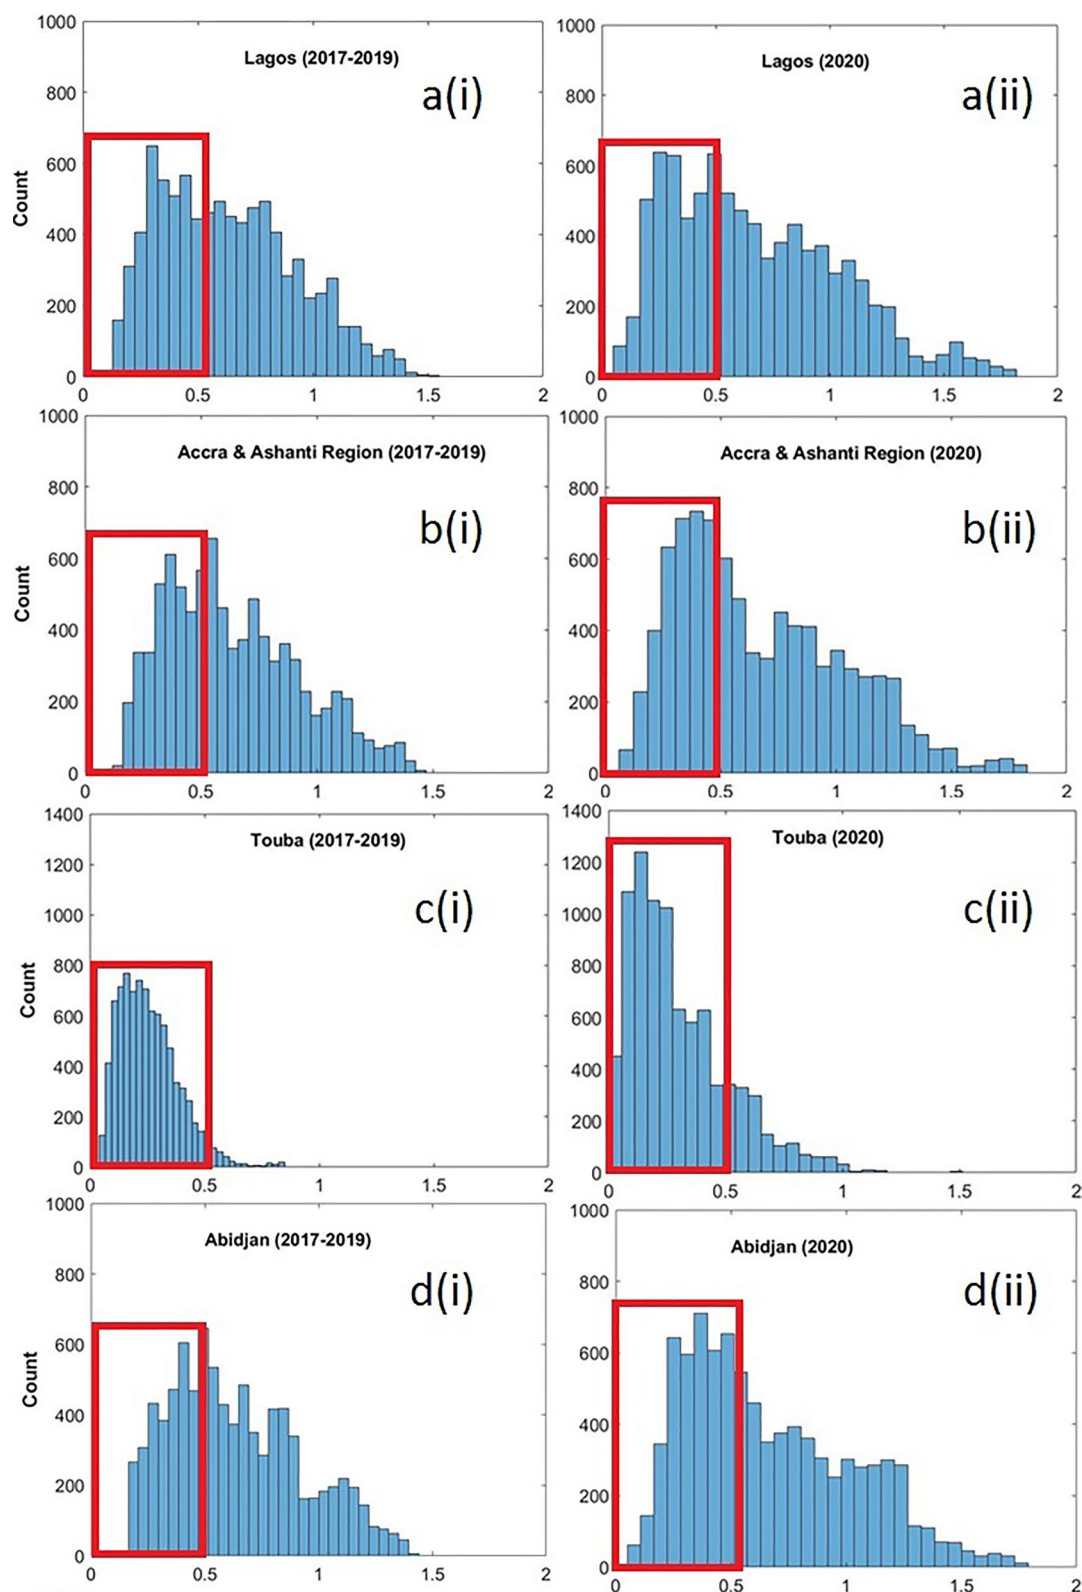 Lagos (2017-2019)
a(i)
Count
1000
800
600
400
200
0
0 0.5 1 1.5 2
Lagos (2020)
a(ii)
1000
800
600
400
200
0
0 0.5 1 1.5 2
Accra & Ashanti Region (2017-2019)
b(i)
Count
1000
800
600
400
200
0
0 0.5 1 1.5 2
Accra & Ashanti Region (2020)
b(ii)
1000
800
600
400
200
0
0 0.5 1 1.5 2
Touba (2017-2019)
c(i)
Count
1400
1200
1000
800
600
400
200
0
0 0.5 1 1.5 2
Touba (2020)
c(ii)
1400
1200
1000
800
600
400
200
0
0 0.5 1 1.5 2
Abidjan (2017-2019)
d(i)
Count
1000
800
600
400
200
0
0 0.5 1 1.5 2
Abidjan (2020)
d(ii)
1000
800
600
400
200
0
0 0.5 1 1.5 2